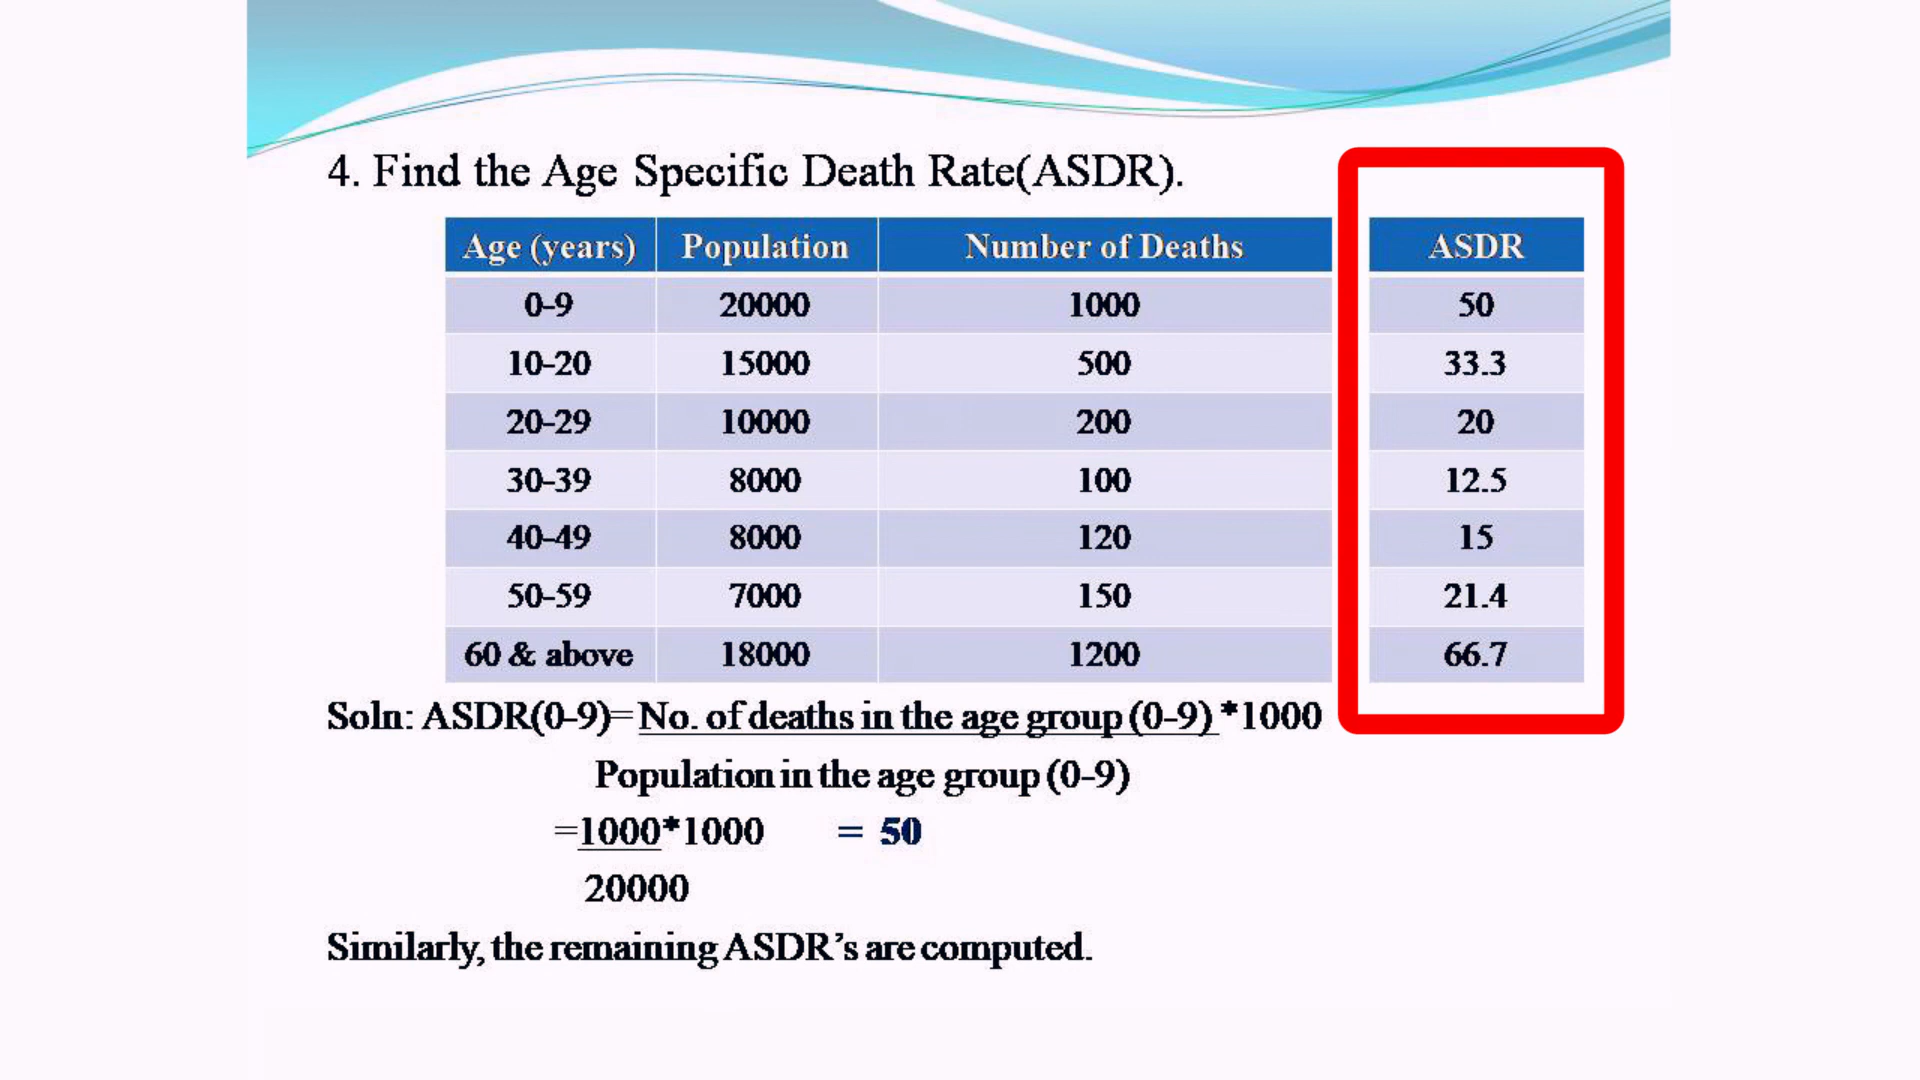 4. Find the Age Specific Death Rate(ASDR).
Age (years) Population Number of Deaths ASDR
0-9 20000 1000 50
10-20 15000 500 33.3
20-29 10000 200 20
30-39 8000 100 12.5
40-49 8000 120 15
50-59 7000 150 21.4
60 & above 18000 1200 66.7
Soln: ASDR(0-9)=No. of deaths in the age group (0-9) *1000
Population in the age group (0-9)
=1000*1000 = 50
20000
Similarly, the remaining ASDR’s are computed.